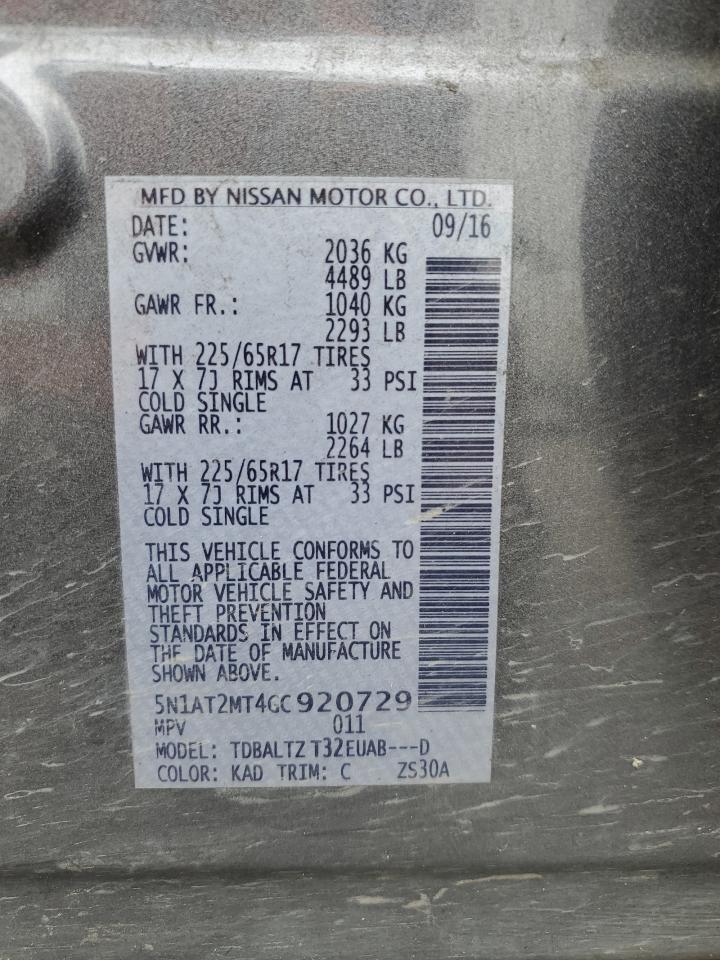 MFD BY NISSAN MOTOR CO., LTD.
DATE: 09/16
GVWR: 2036 KG
4489 LB
GAWR FR.: 1040 KG
2293 LB
WITH 225/65R17 TIRES
17 X 7J RIMS AT 33 PSI
COLD SINGLE
GAWR RR.: 1027 KG
2264 LB
WITH 225/65R17 TIRES
17 X 7J RIMS AT 33 PSI
COLD SINGLE
THIS VEHICLE CONFORMS TO
ALL APPLICABLE FEDERAL
MOTOR VEHICLE SAFETY AND
THEFT PREVENTION
STANDARDS IN EFFECT ON
THE DATE OF MANUFACTURE
SHOWN ABOVE.
5N1AT2MT4GC920729
MPV 011
MODEL: TDBALTZ T32EUAB---D
COLOR: KAD TRIM: C ZS30A